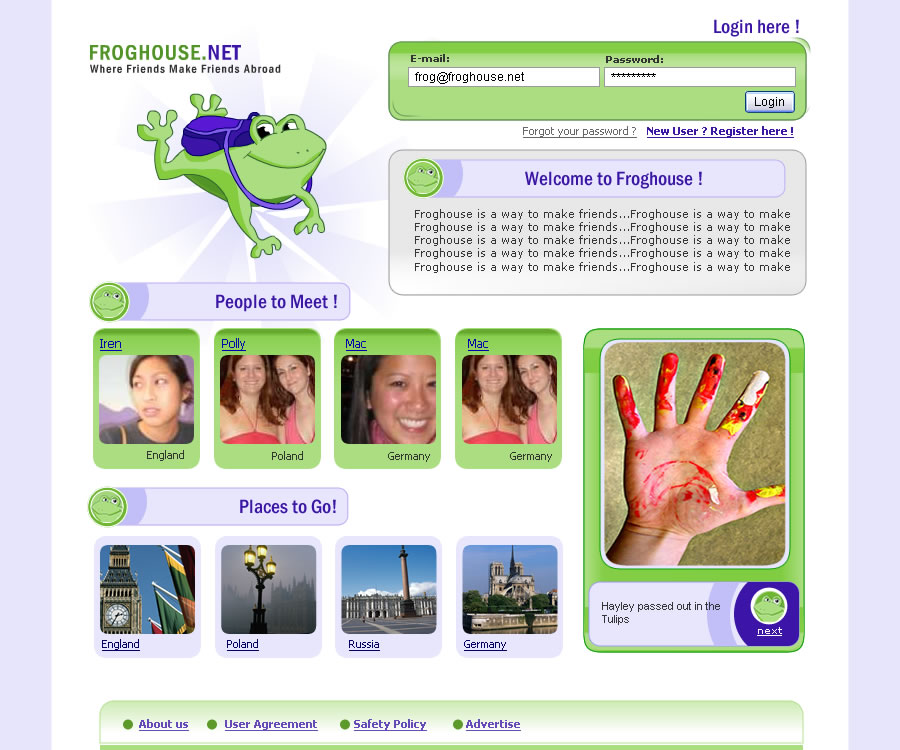 Login here !
FROGHOUSE.NET
Where Friends Make Friends Abroad
E-mail:
Password:
frog@froghouse.net
*********
Login
Forgot your password ?
New User ? Register here !
Welcome to Froghouse !
Froghouse is a way to make friends...Froghouse is a way to make
Froghouse is a way to make friends...Froghouse is a way to make
Froghouse is a way to make friends...Froghouse is a way to make
Froghouse is a way to make friends...Froghouse is a way to make
Froghouse is a way to make friends...Froghouse is a way to make
People to Meet !
Iren
Polly
Mac
Mac
England
Poland
Germany
Germany
Places to Go!
England
Poland
Russia
Germany
Hayley passed out in the
Tulips
next
About us
User Agreement
Safety Policy
Advertise